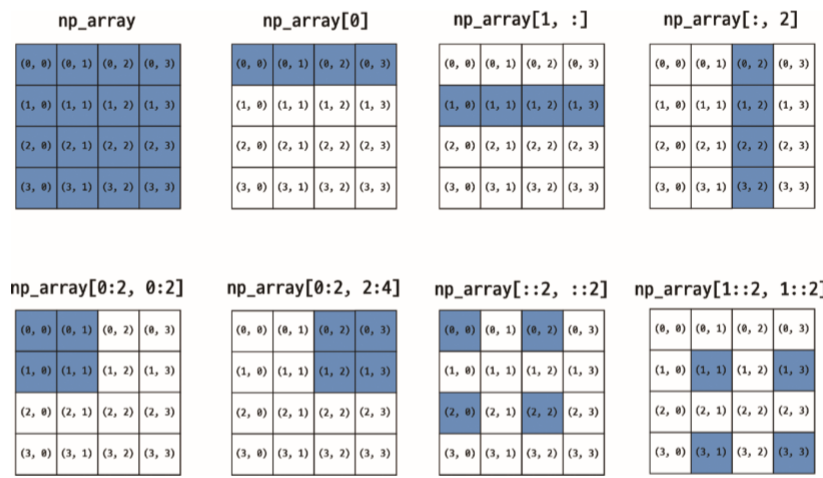 np_array np_array[0] np_array[1, :] np_array[:, 2]
(0, 0) (0, 1) (0, 2) (0, 3) (0, 0) (0, 1) (0, 2) (0, 3) (0, 0) (0, 1) (0, 2) (0, 3) (0, 0) (0, 1) (0, 2) (0, 3)
(1, 0) (1, 1) (1, 2) (1, 3) (1, 0) (1, 1) (1, 2) (1, 3) (1, 0) (1, 1) (1, 2) (1, 3) (1, 0) (1, 1) (1, 2) (1, 3)
(2, 0) (2, 1) (2, 2) (2, 3) (2, 0) (2, 1) (2, 2) (2, 3) (2, 0) (2, 1) (2, 2) (2, 3) (2, 0) (2, 1) (2, 2) (2, 3)
(3, 0) (3, 1) (3, 2) (3, 3) (3, 0) (3, 1) (3, 2) (3, 3) (3, 0) (3, 1) (3, 2) (3, 3) (3, 0) (3, 1) (3, 2) (3, 3)
np_array[0:2, 0:2] np_array[0:2, 2:4] np_array[::2, ::2] np_array[1::2, 1::2]
(0, 0) (0, 1) (0, 2) (0, 3) (0, 0) (0, 1) (0, 2) (0, 3) (0, 0) (0, 1) (0, 2) (0, 3) (0, 0) (0, 1) (0, 2) (0, 3)
(1, 0) (1, 1) (1, 2) (1, 3) (1, 0) (1, 1) (1, 2) (1, 3) (1, 0) (1, 1) (1, 2) (1, 3) (1, 0) (1, 1) (1, 2) (1, 3)
(2, 0) (2, 1) (2, 2) (2, 3) (2, 0) (2, 1) (2, 2) (2, 3) (2, 0) (2, 1) (2, 2) (2, 3) (2, 0) (2, 1) (2, 2) (2, 3)
(3, 0) (3, 1) (3, 2) (3, 3) (3, 0) (3, 1) (3, 2) (3, 3) (3, 0) (3, 1) (3, 2) (3, 3) (3, 0) (3, 1) (3, 2) (3, 3)